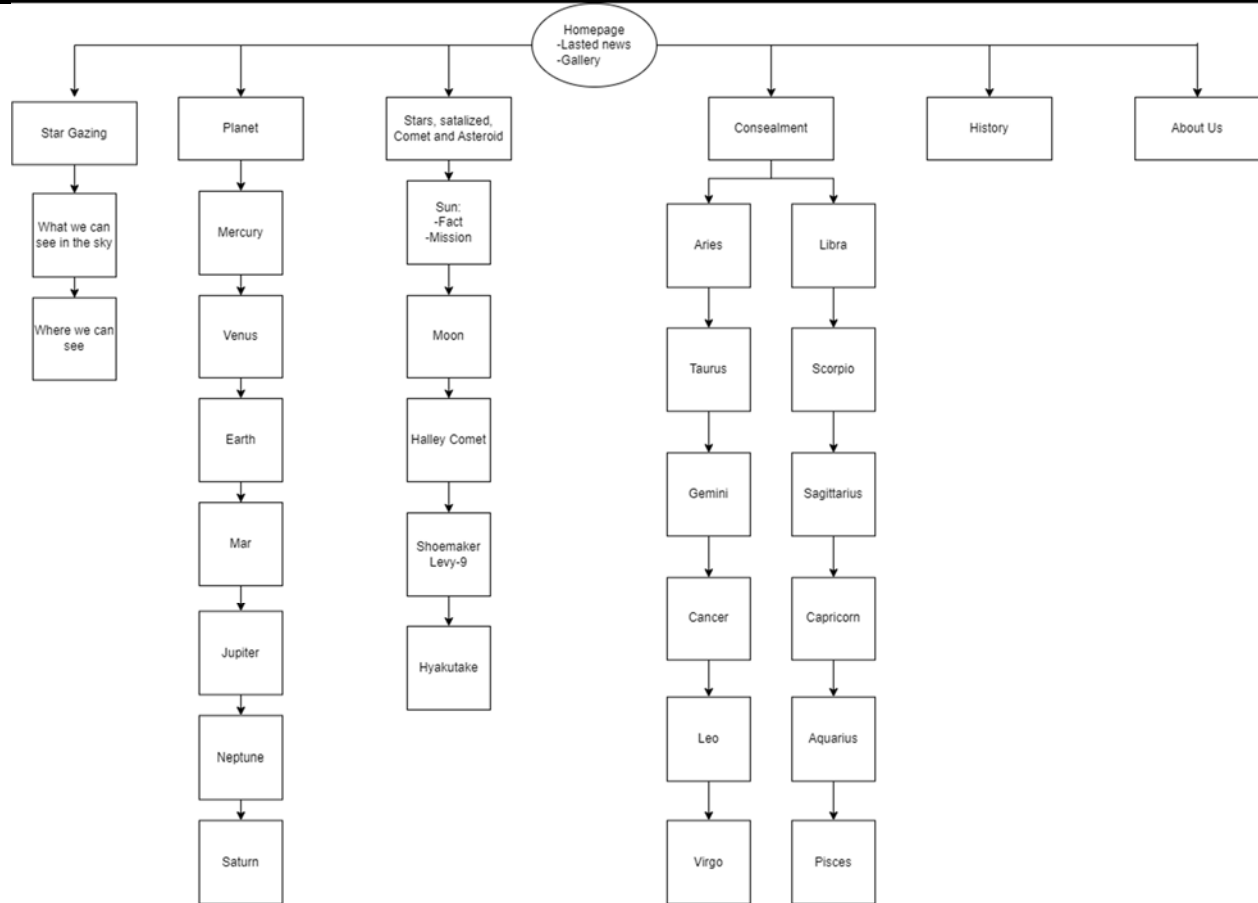 Homepage
-Lasted news
-Gallery
Star Gazing
What we can
see in the sky
Where we can
see
Planet
Mercury
Venus
Earth
Mar
Jupiter
Neptune
Saturn
Stars, satalized,
Comet and Asteroid
Sun:
-Fact
-Mission
Moon
Halley Comet
Shoemaker
Levy-9
Hyakutake
Consealment
Aries
Taurus
Gemini
Cancer
Leo
Virgo
Libra
Scorpio
Sagittarius
Capricorn
Aquarius
Pisces
History
About Us